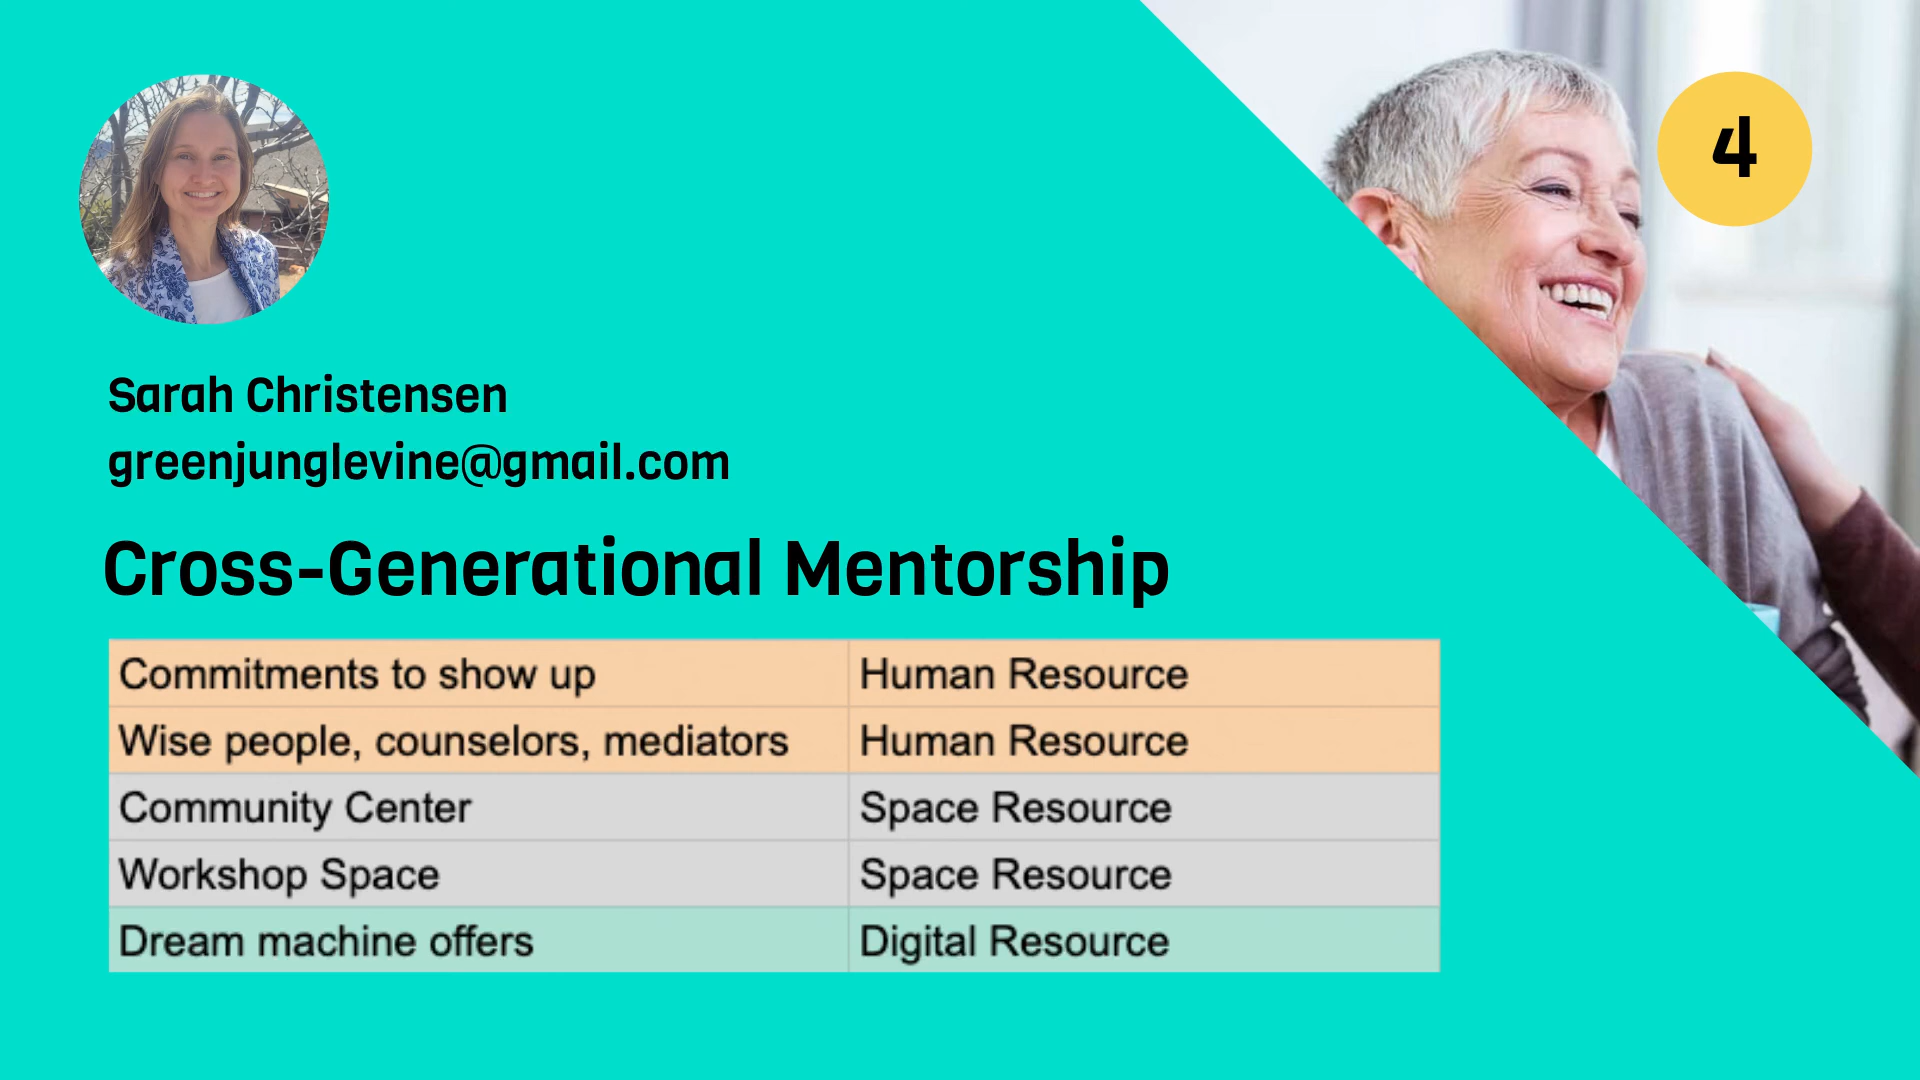 4
Sarah Christensen
greenjunglevine@gmail.com
Cross-Generational Mentorship
Commitments to show up Human Resource
Wise people, counselors, mediators Human Resource
Community Center Space Resource
Workshop Space Space Resource
Dream machine offers Digital Resource